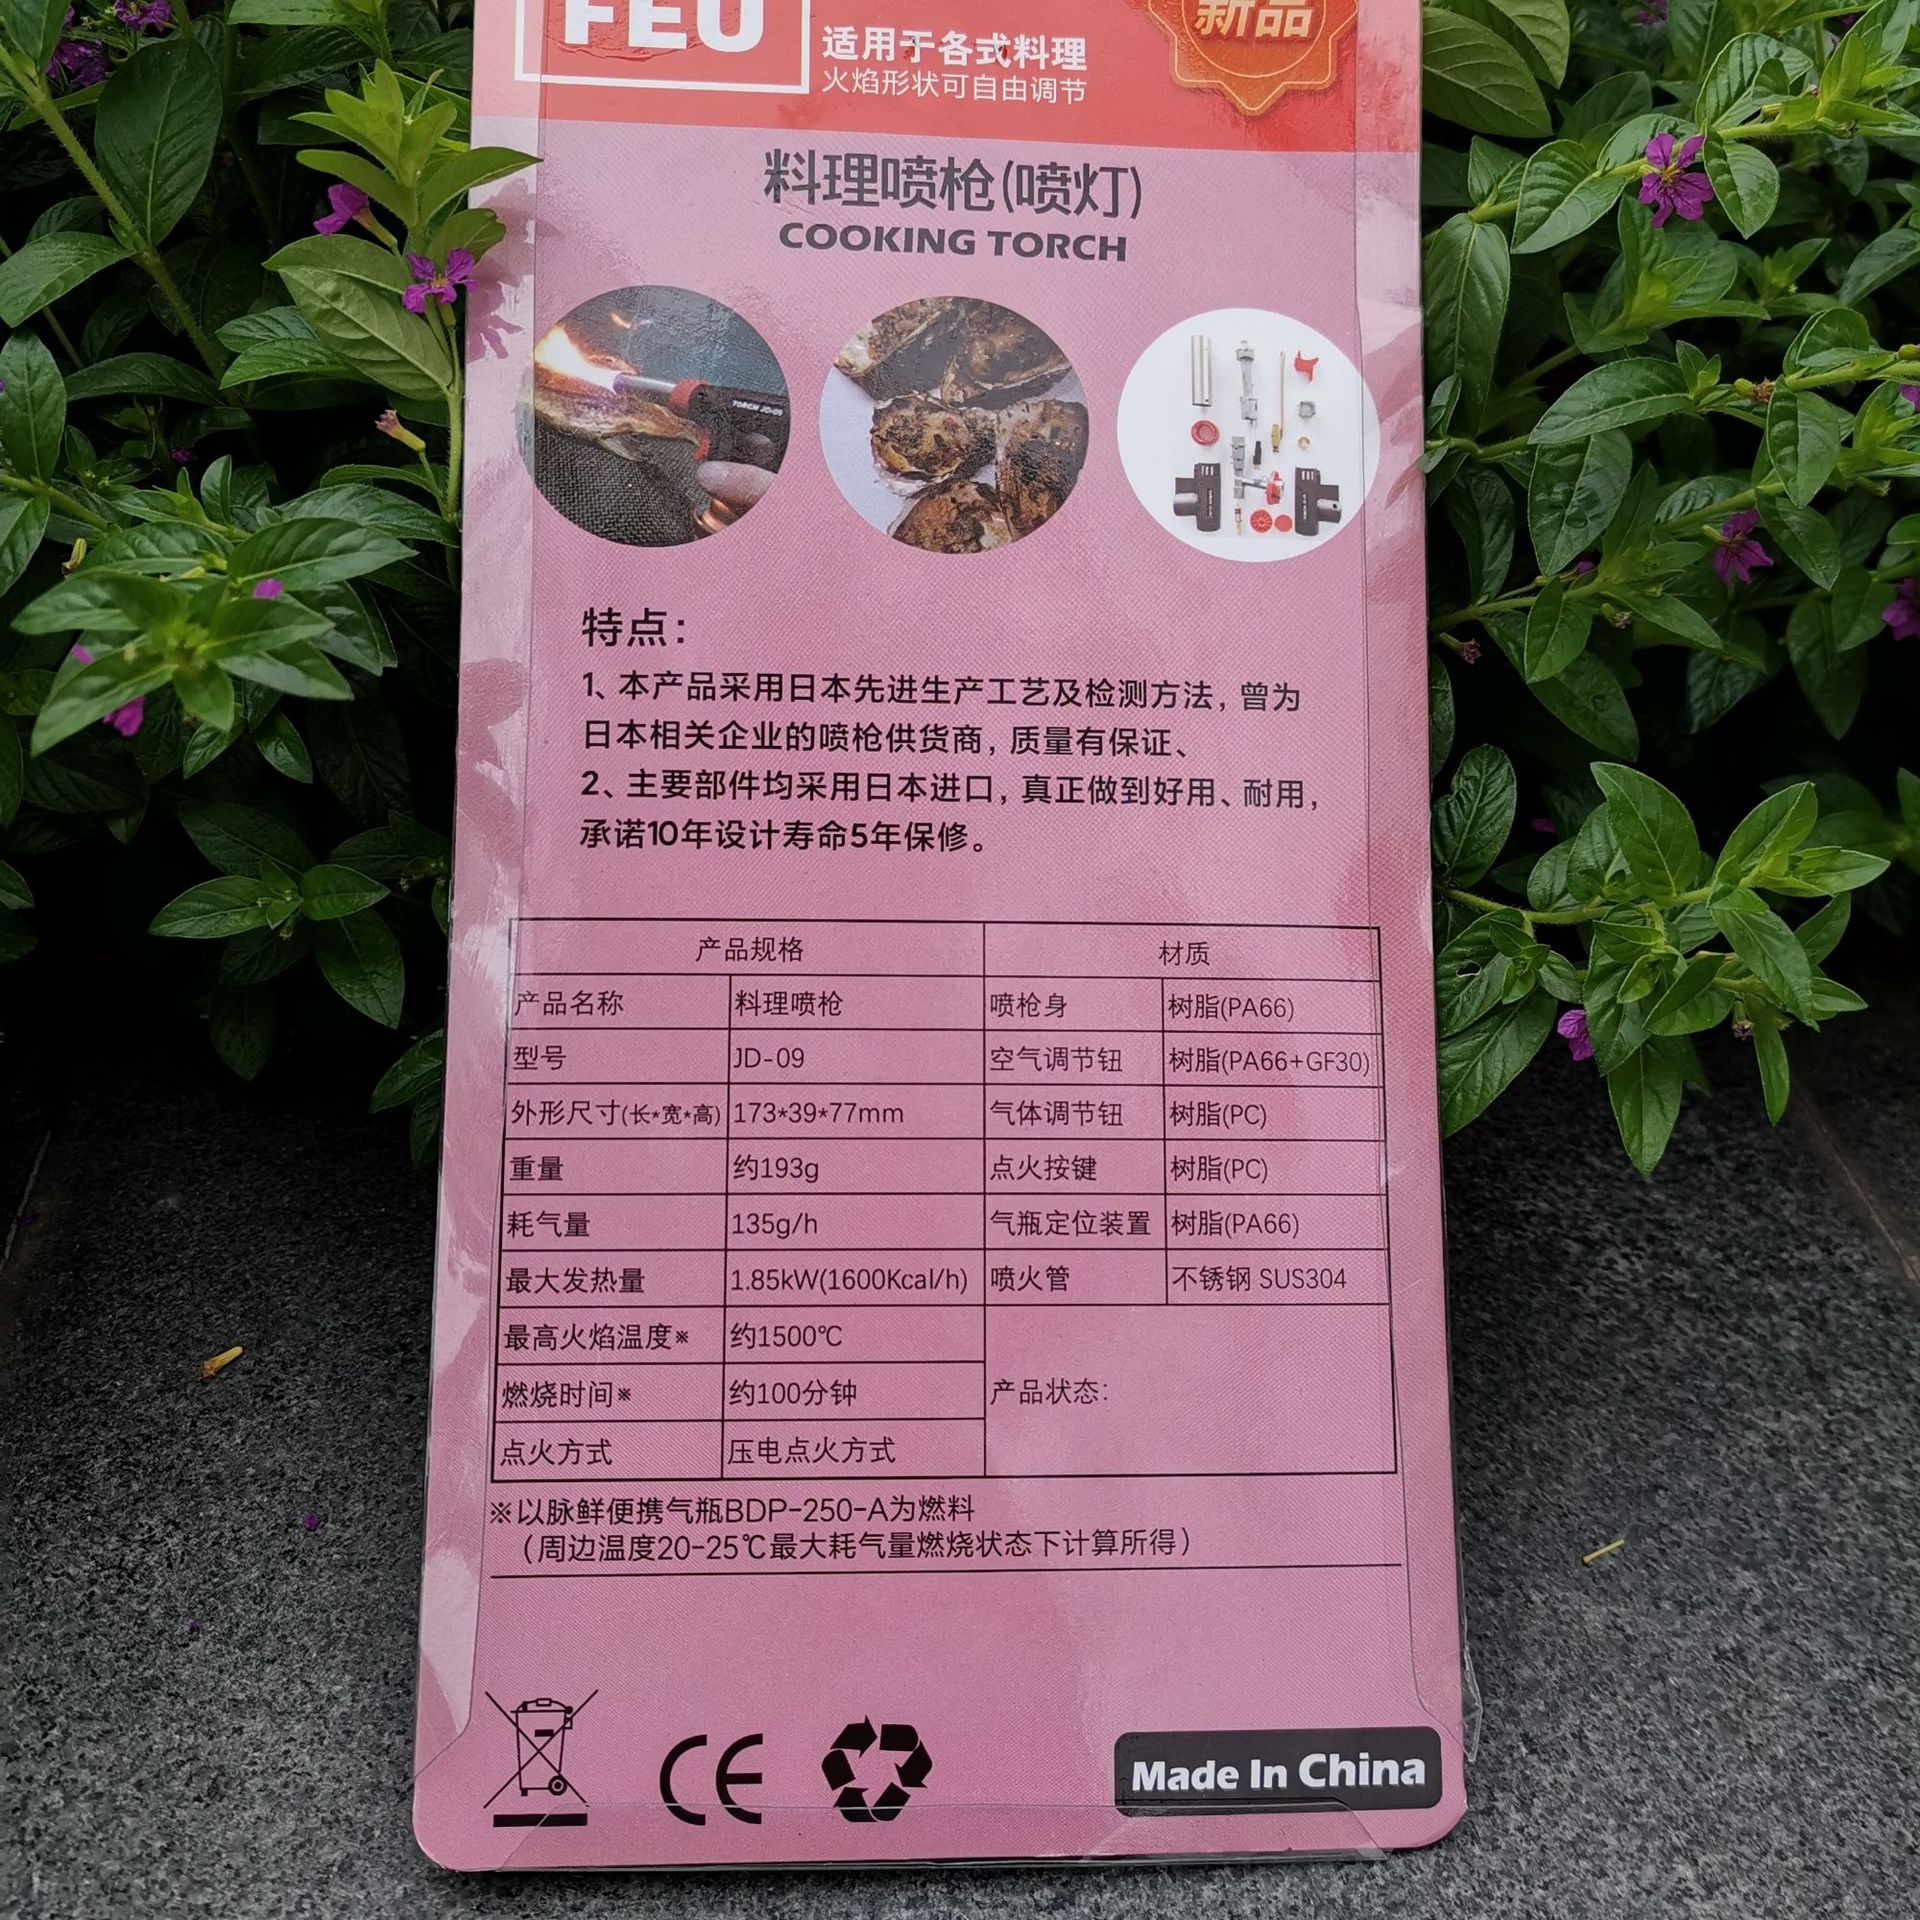 FEU
新品
适用于各式料理
火焰形状可自由调节
料理喷枪(喷灯)
COOKING TORCH
TORCH JD-09
特点:
1、本产品采用日本先进生产工艺及检测方法,曾为
日本相关企业的喷枪供货商,质量有保证、
2、主要部件均采用日本进口,真正做到好用、耐用,
承诺10年设计寿命5年保修。
产品规格 材质
产品名称 料理喷枪 喷枪身 树脂(PA66)
型号 JD-09 空气调节钮 树脂(PA66+GF30)
外形尺寸(长*宽*高) 173*39*77mm 气体调节钮 树脂(PC)
重量 约193g 点火按键 树脂(PC)
耗气量 135g/h 气瓶定位装置 树脂(PA66)
最大发热量 1.85kW(1600Kcal/h) 喷火管 不锈钢 SUS304
最高火焰温度※ 约1500℃
燃烧时间※ 约100分钟 产品状态:
点火方式 压电点火方式
※以脉鲜便携气瓶BDP-250-A为燃料
(周边温度20-25℃最大耗气量燃烧状态下计算所得)
CE
Made In China